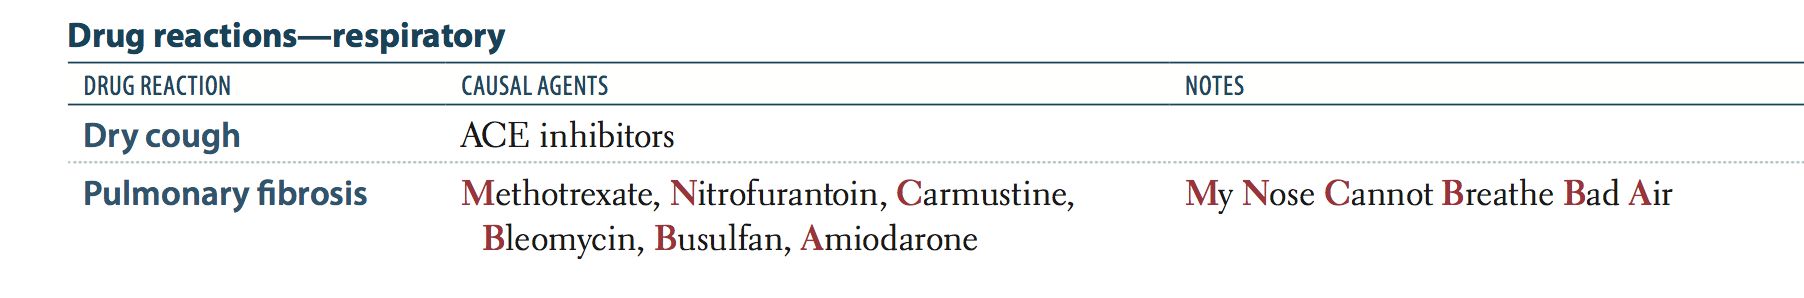 Drug reactions—respiratory
DRUG REACTION CAUSAL AGENTS NOTES
Dry cough ACE inhibitors
Pulmonary fibrosis Methotrexate, Nitrofurantoin, Carmustine, My Nose Cannot Breathe Bad Air
Bleomycin, Busulfan, Amiodarone